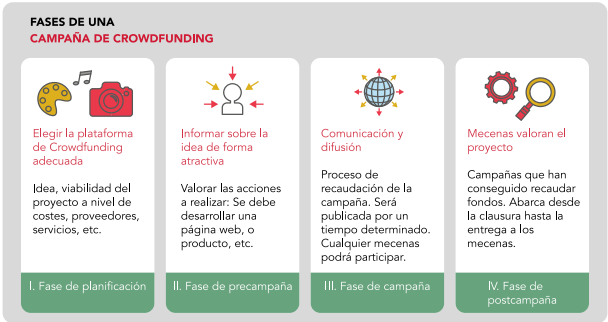 FASES DE UNA
CAMPAÑA DE CROWDFUNDING
Elegir la plataforma
de Crowdfunding
adecuada
Idea, viabilidad del
proyecto a nivel de
costes, proveedores,
servicios, etc.
I. Fase de planificación
Informar sobre la
idea de forma
atractiva
Valorar las acciones
a realizar: Se debe
desarrollar una
página web, o
producto, etc.
II. Fase de precampaña
Comunicación y
difusión
Proceso de
recaudación de la
campaña. Será
publicada por un
tiempo determinado.
Cualquier mecenas
podrá participar.
III. Fase de campaña
Mecenas valoran el
proyecto
Campañas que han
conseguido recaudar
fondos. Abarca desde
la clausura hasta la
entrega a los
mecenas.
IV. Fase de
postcampaña